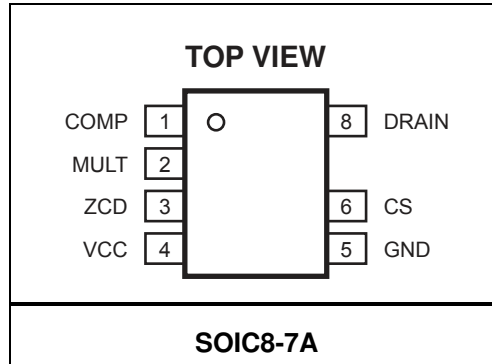 TOP VIEW
COMP 1 8 DRAIN
MULT 2
ZCD 3 6 CS
VCC 4 5 GND
SOIC8-7A